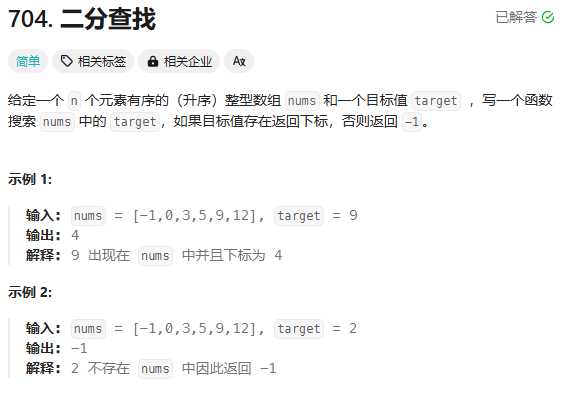 704. 二分查找
已解答
简单 相关标签 相关企业 Aあ
给定一个 n 个元素有序的（升序）整型数组 nums 和一个目标值 target ，写一个函数
搜索 nums 中的 target，如果目标值存在返回下标，否则返回 -1。
示例 1:
输入: nums = [-1,0,3,5,9,12], target = 9
输出: 4
解释: 9 出现在 nums 中并且下标为 4
示例 2:
输入: nums = [-1,0,3,5,9,12], target = 2
输出: -1
解释: 2 不存在 nums 中因此返回 -1